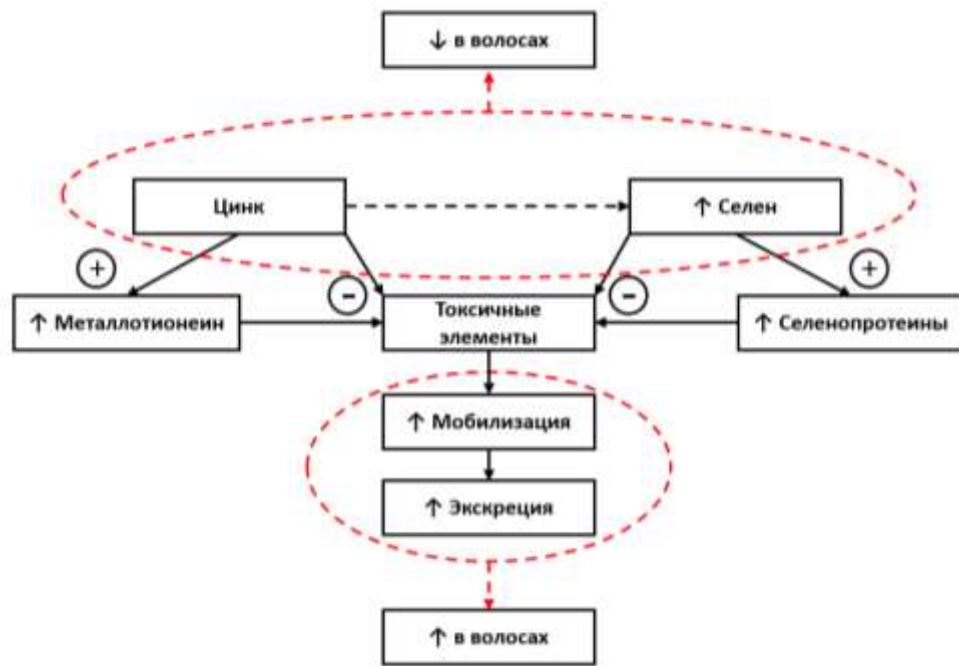 ↓ в волосах
Цинк
↑ Селен
+
+
↑ Металлотионеин
−
Токсичные
элементы
−
↑ Селенопротеины
↑ Мобилизация
↑ Экскреция
↑ в волосах